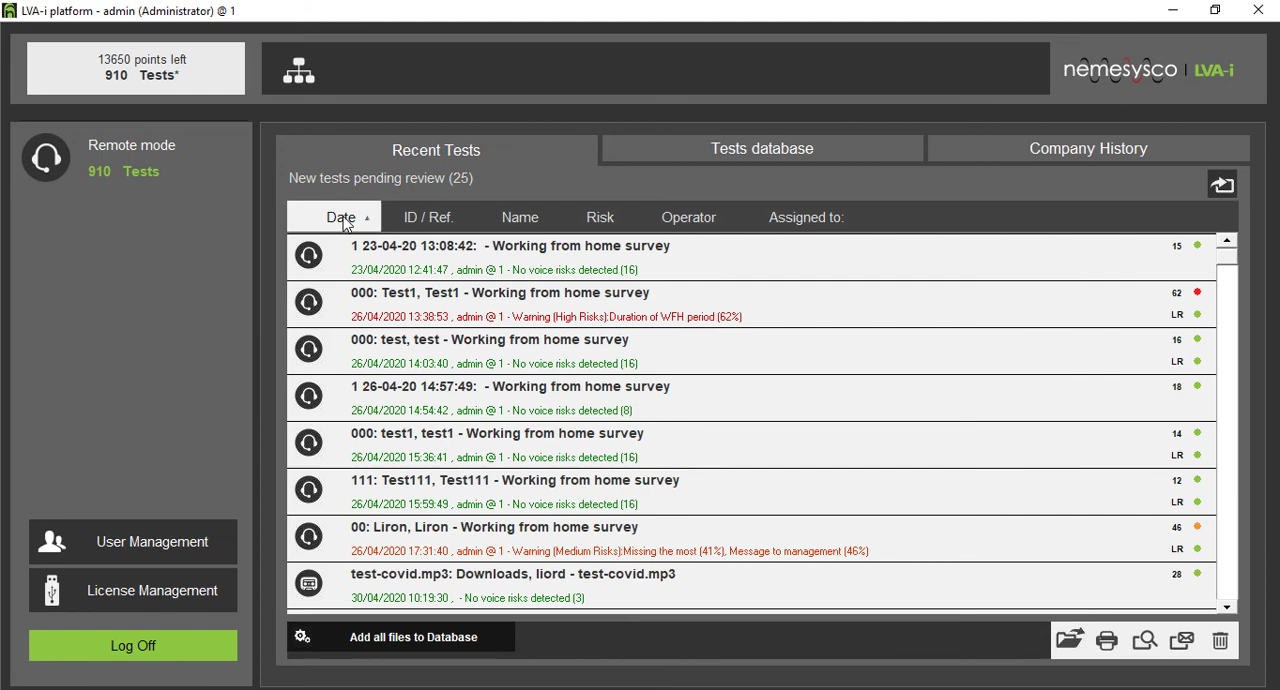 LVA-i platform - admin (Administrator) @ 1
13650 points left
910 Tests*
nemesysco | LVA-i
Remote mode
910 Tests
Recent Tests
Tests database
Company History
New tests pending review (25)
Date
ID / Ref.
Name
Risk
Operator
Assigned to:
1 23-04-20 13:08:42: - Working from home survey
15
23/04/2020 12:41:47 , admin @ 1 - No voice risks detected (16)
000: Test1, Test1 - Working from home survey
62
26/04/2020 13:38:53 , admin @ 1 - Warning (High Risks):Duration of WFH period (62%)
LR
000: test, test - Working from home survey
16
26/04/2020 14:03:40 , admin @ 1 - No voice risks detected (16)
LR
1 26-04-20 14:57:49: - Working from home survey
18
26/04/2020 14:54:42 , admin @ 1 - No voice risks detected (8)
000: test1, test1 - Working from home survey
14
26/04/2020 15:36:41 , admin @ 1 - No voice risks detected (16)
LR
111: Test111, Test111 - Working from home survey
12
26/04/2020 15:59:49 , admin @ 1 - No voice risks detected (16)
LR
00: Liron, Liron - Working from home survey
46
26/04/2020 17:31:40 , admin @ 1 - Warning (Medium Risks):Missing the most (41%), Message to management (46%)
LR
test-covid.mp3: Downloads, liord - test-covid.mp3
28
30/04/2020 10:19:30 , - No voice risks detected (3)
User Management
License Management
Log Off
Add all files to Database